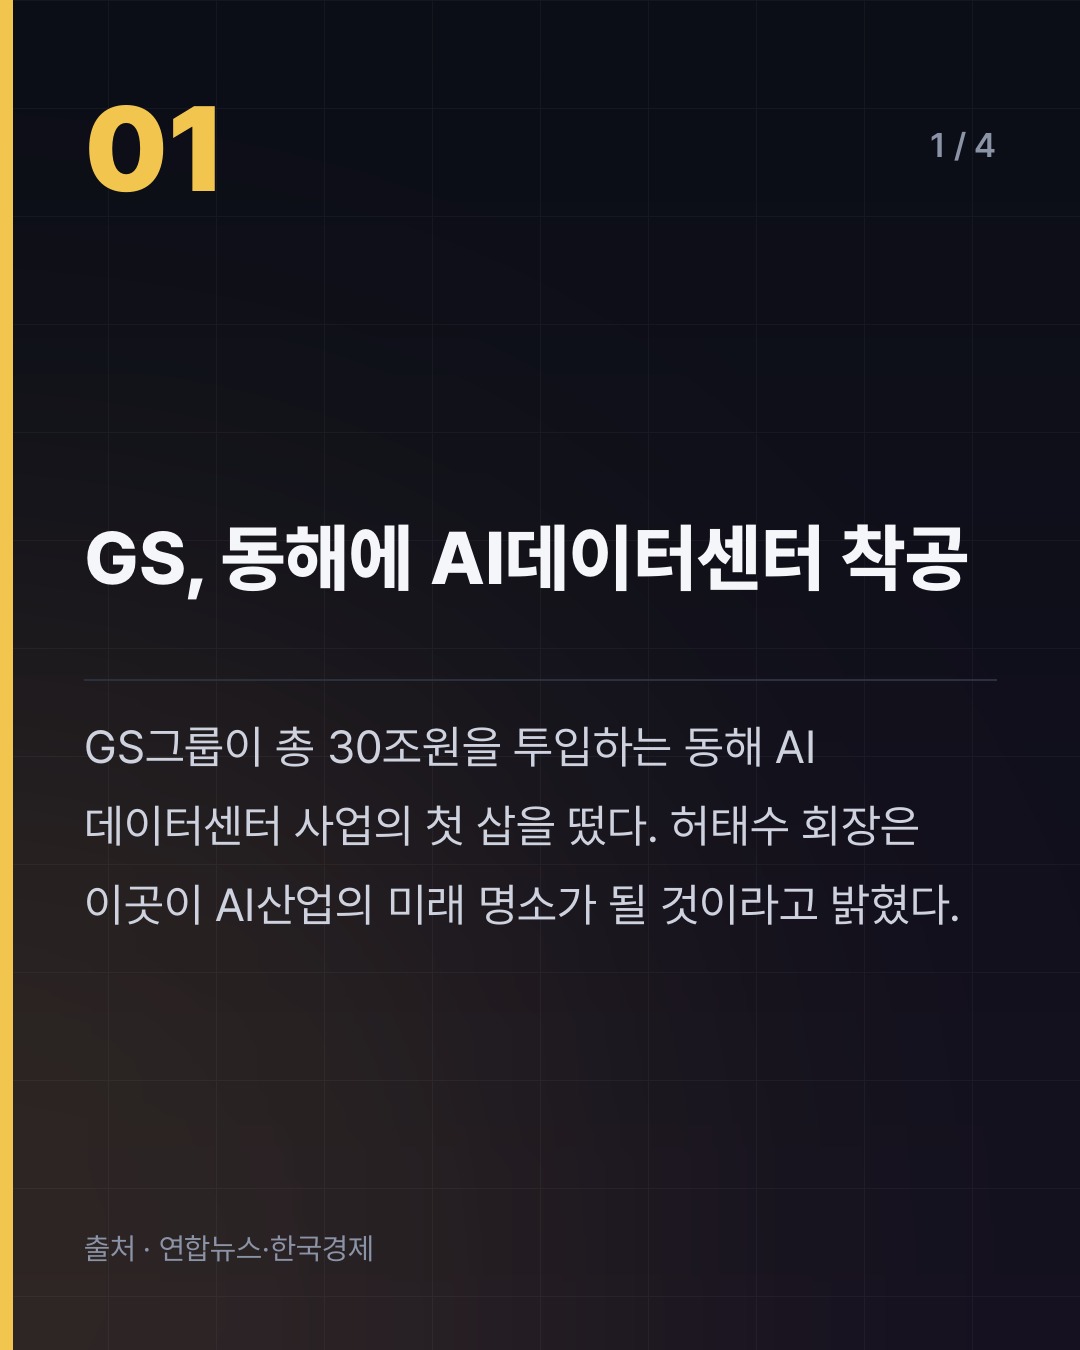 01
1 / 4
GS, 동해에 AI데이터센터 착공
GS그룹이 총 30조원을 투입하는 동해 AI
데이터센터 사업의 첫 삽을 떴다. 허태수 회장은
이곳이 AI산업의 미래 명소가 될 것이라고 밝혔다.
출처 · 연합뉴스·한국경제